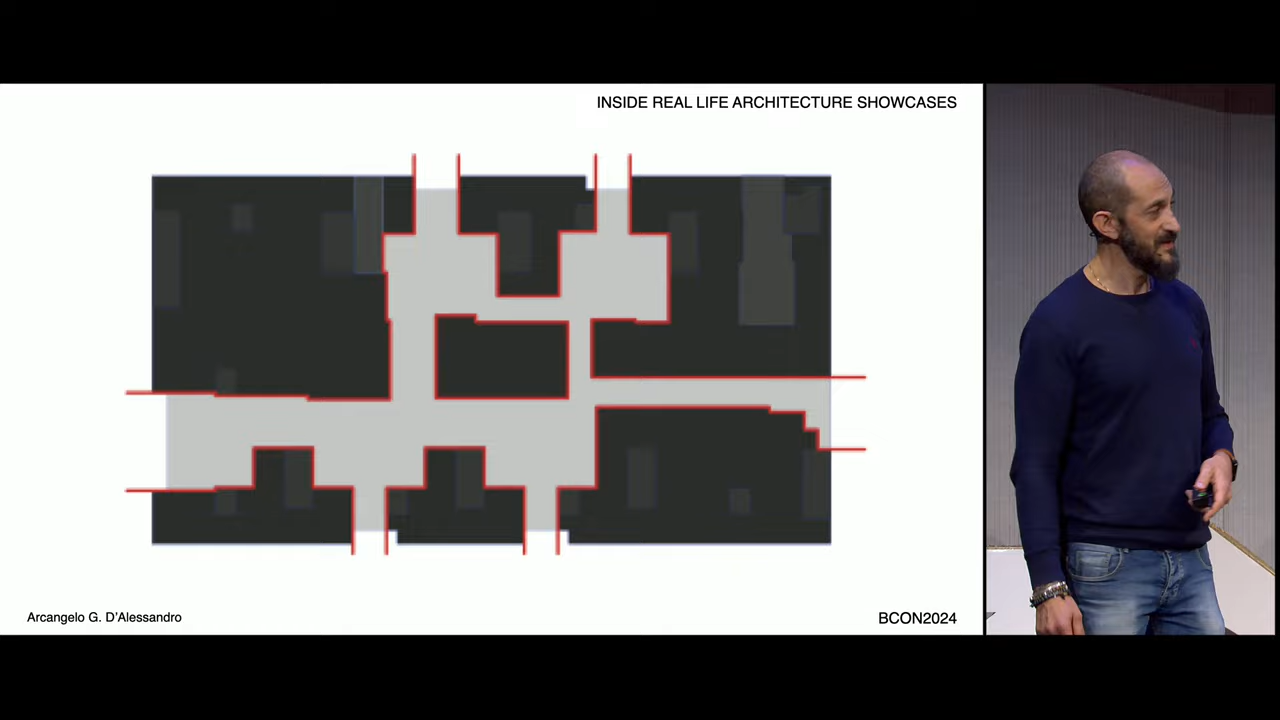 INSIDE REAL LIFE ARCHITECTURE SHOWCASES
Arcangelo G. D'Alessandro
BCON2024